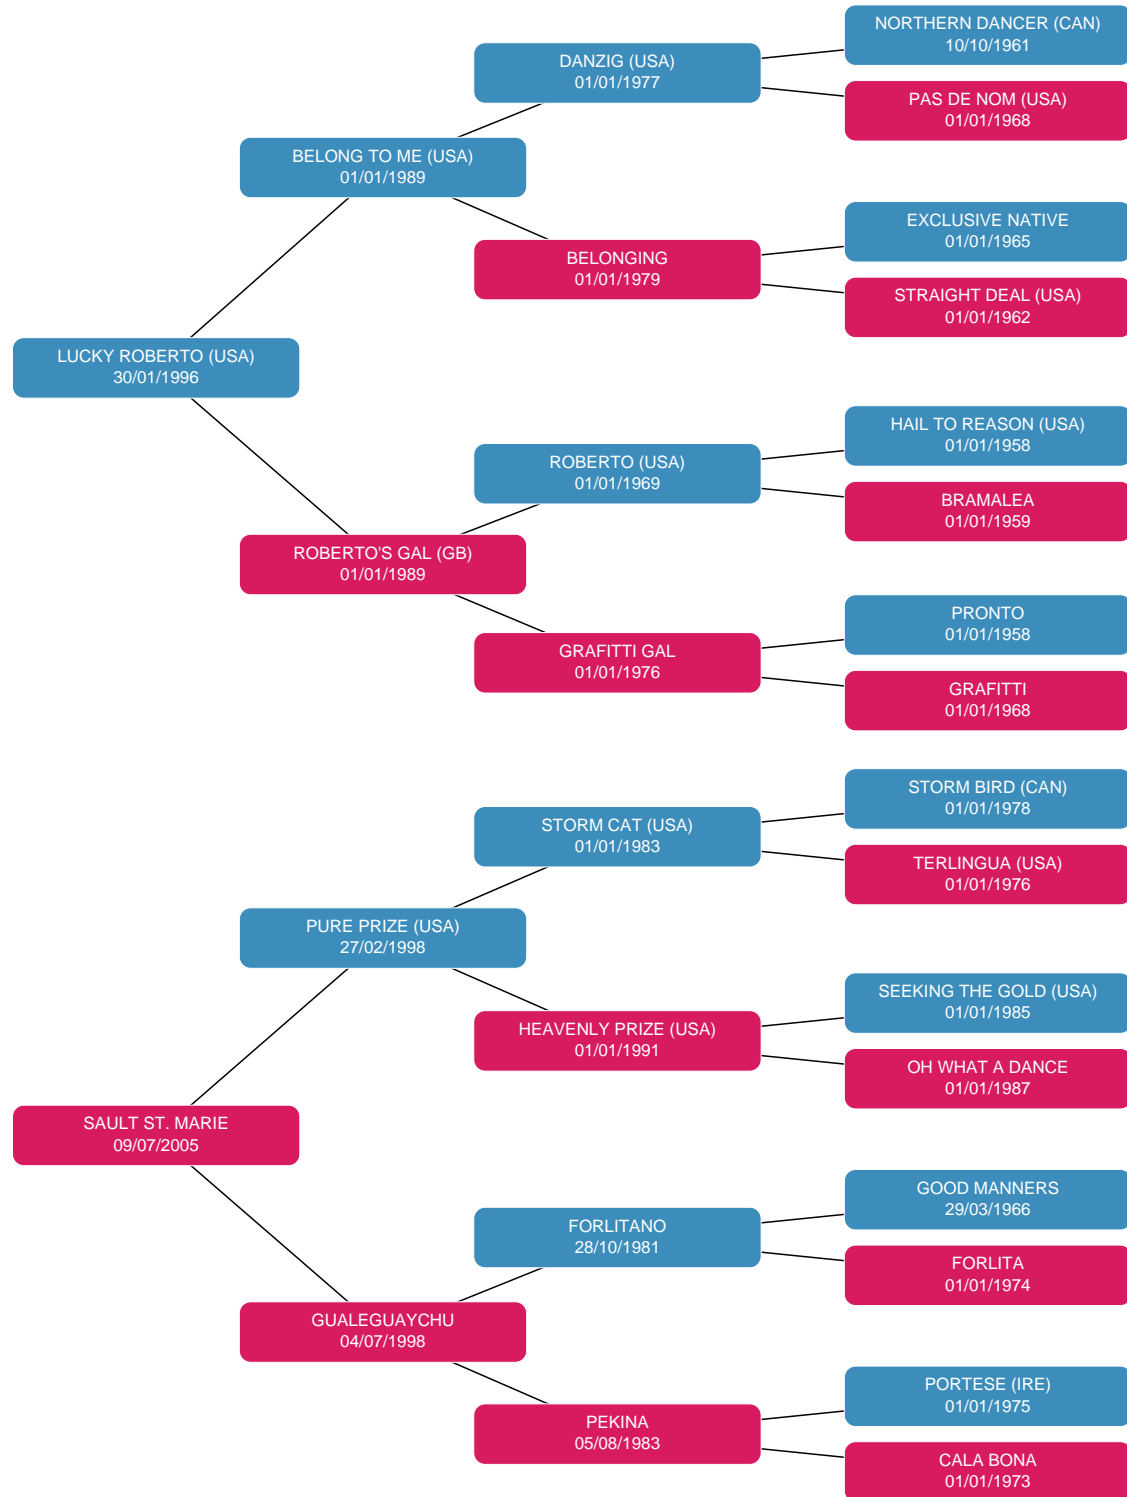 NORTHERN DANCER (CAN)
10/10/1961
DANZIG (USA)
01/01/1977
PAS DE NOM (USA)
01/01/1968
BELONG TO ME (USA)
01/01/1989
EXCLUSIVE NATIVE
01/01/1965
BELONGING
01/01/1979
STRAIGHT DEAL (USA)
01/01/1962
LUCKY ROBERTO (USA)
30/01/1996
HAIL TO REASON (USA)
01/01/1958
ROBERTO (USA)
01/01/1969
BRAMALEA
01/01/1959
ROBERTO'S GAL (GB)
01/01/1989
PRONTO
01/01/1958
GRAFITTI GAL
01/01/1976
GRAFITTI
01/01/1968
STORM BIRD (CAN)
01/01/1978
STORM CAT (USA)
01/01/1983
TERLINGUA (USA)
01/01/1976
PURE PRIZE (USA)
27/02/1998
SEEKING THE GOLD (USA)
01/01/1985
HEAVENLY PRIZE (USA)
01/01/1991
OH WHAT A DANCE
01/01/1987
SAULT ST. MARIE
09/07/2005
GOOD MANNERS
29/03/1966
FORLITANO
28/10/1981
FORLITA
01/01/1974
GUALEGUAYCHU
04/07/1998
PORTESE (IRE)
01/01/1975
PEKINA
05/08/1983
CALA BONA
01/01/1973